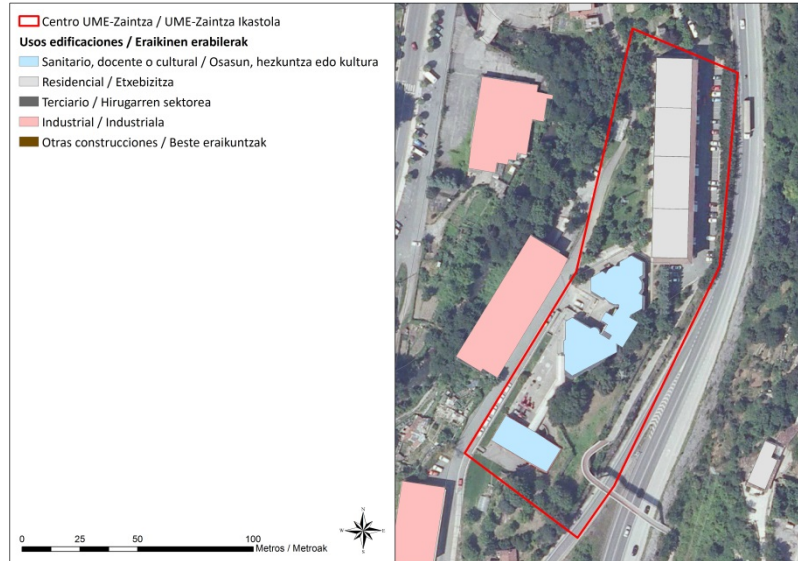 Centro UME-Zaintza / UME-Zaintza Ikastola
Usos edificaciones / Eraikinen erabilerak
Sanitario, docente o cultural / Osasun, hezkuntza edo kultura
Residencial / Etxebizitza
Terciario / Hirugarren sektorea
Industrial / Industriala
Otras construcciones / Beste eraikuntzak
0 25 50 100
Metros / Metroak
N
W E
S